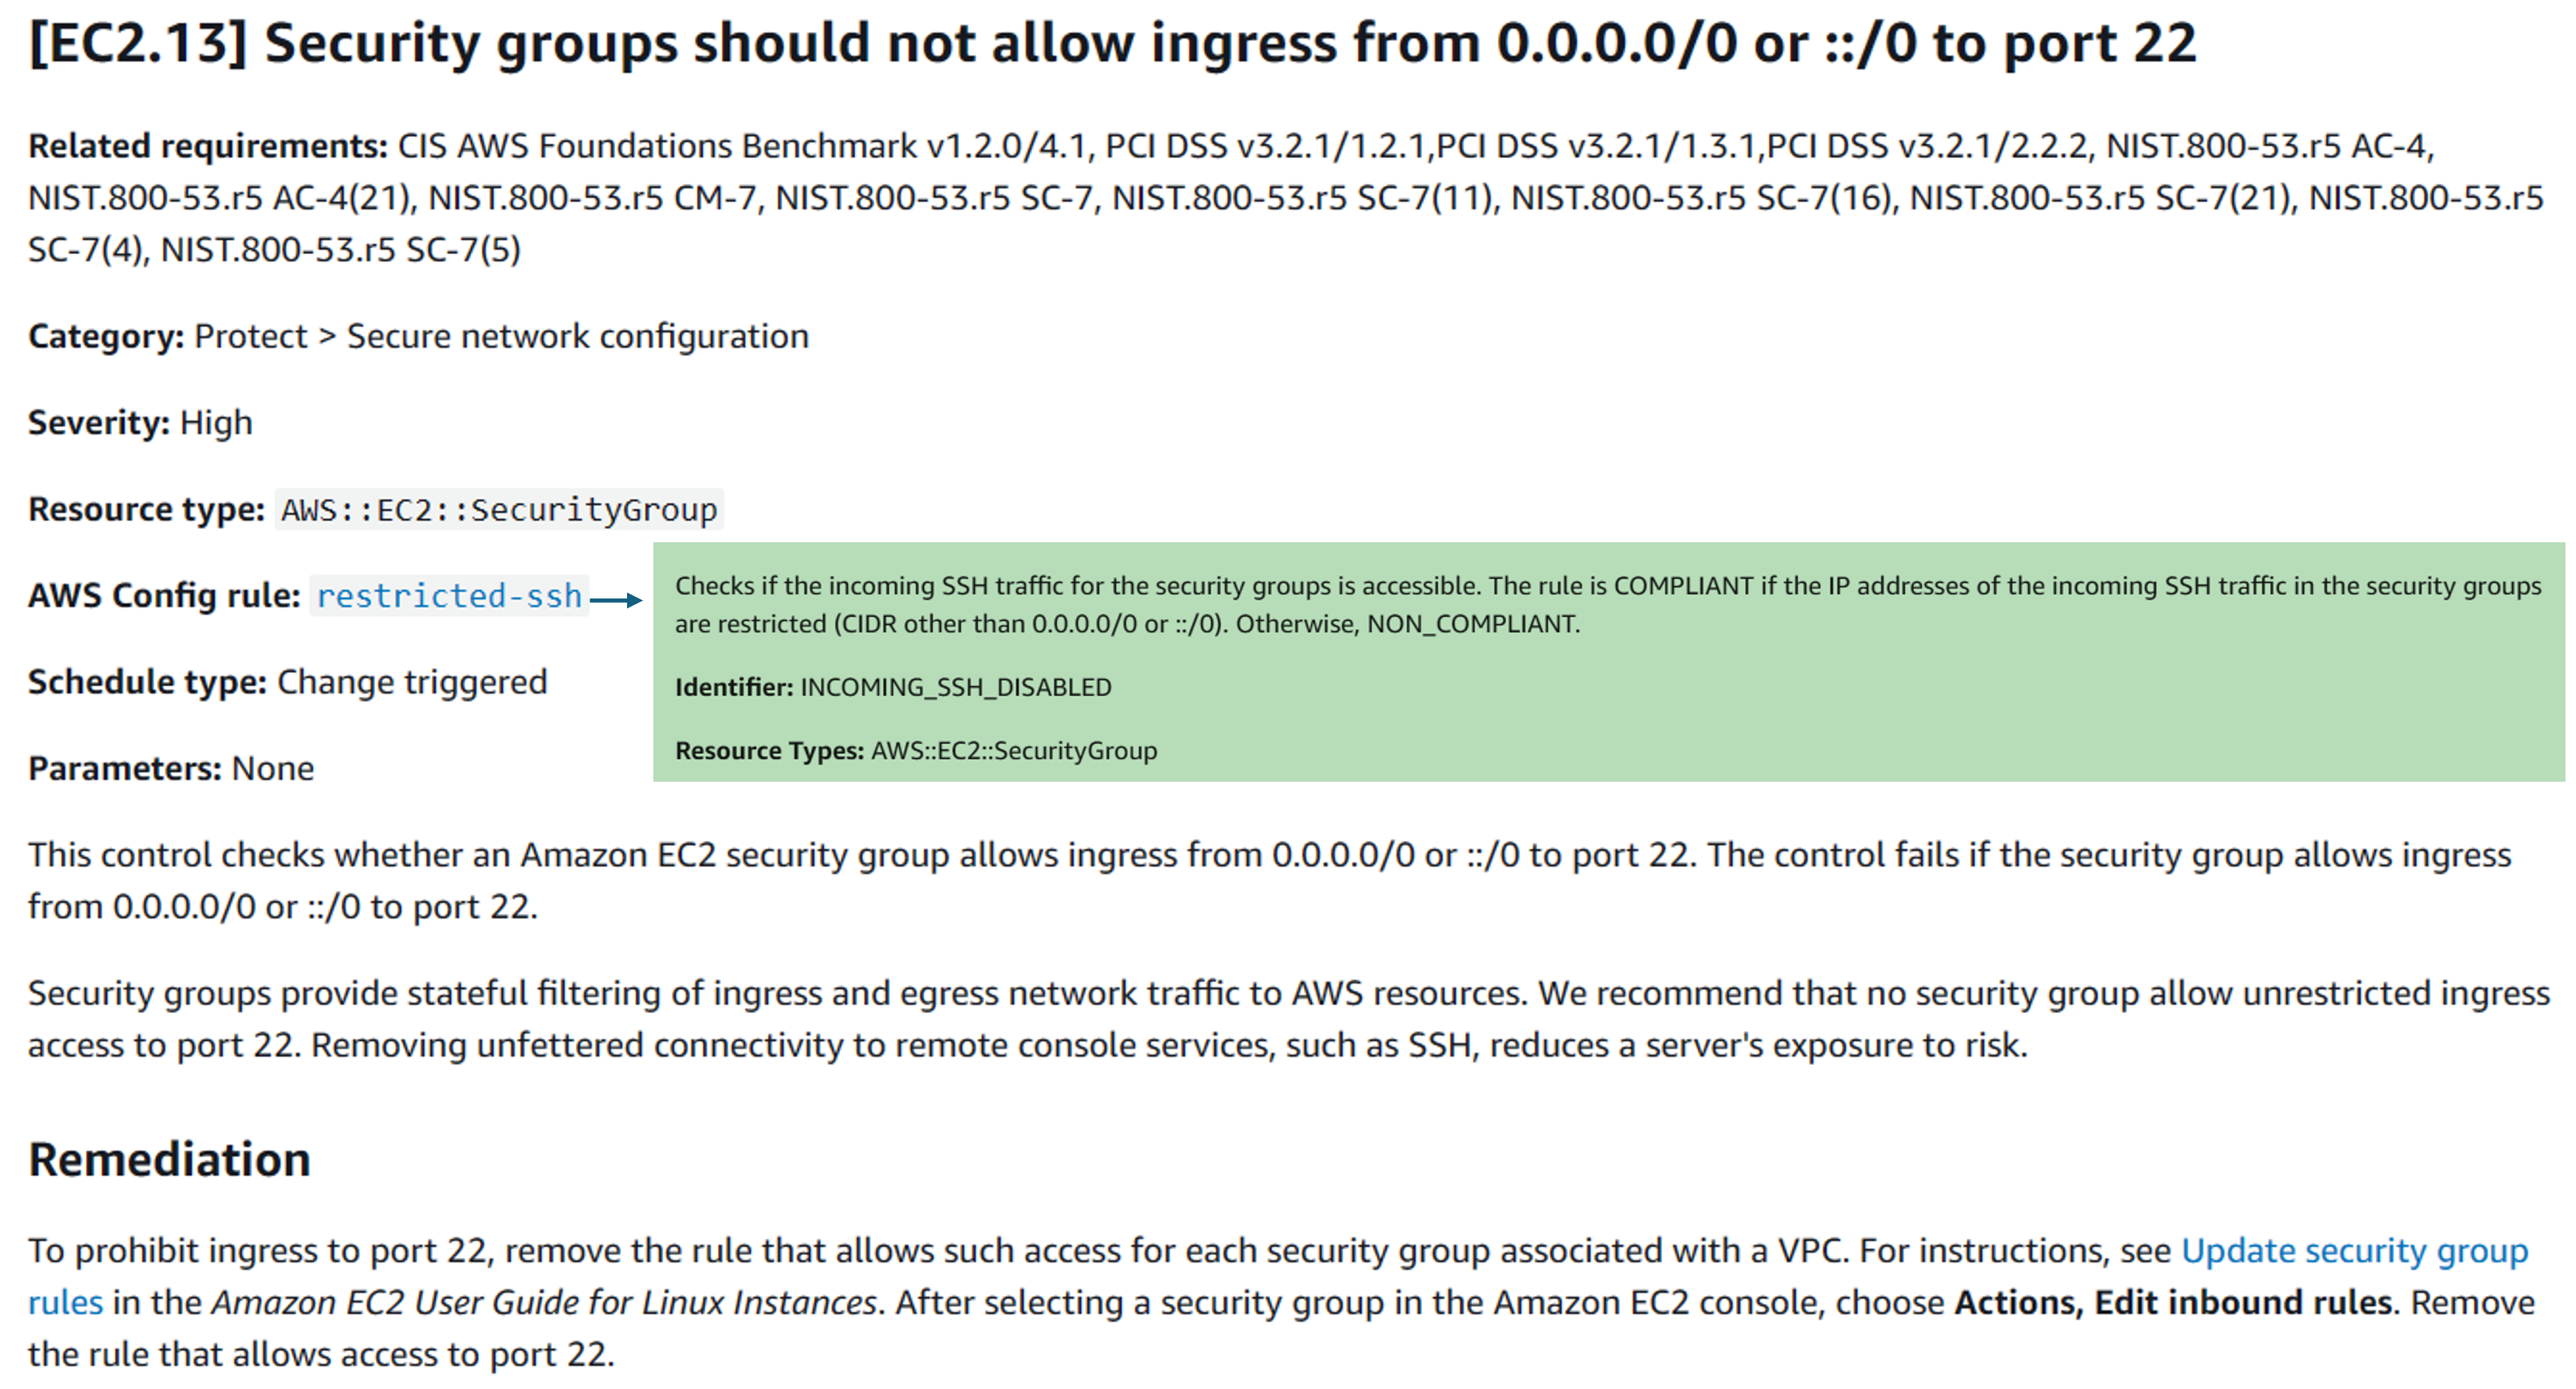 [EC2.13] Security groups should not allow ingress from 0.0.0.0/0 or ::/0 to port 22
Related requirements: CIS AWS Foundations Benchmark v1.2.0/4.1, PCI DSS v3.2.1/1.2.1,PCI DSS v3.2.1/1.3.1,PCI DSS v3.2.1/2.2.2, NIST.800-53.r5 AC-4,
NIST.800-53.r5 AC-4(21), NIST.800-53.r5 CM-7, NIST.800-53.r5 SC-7, NIST.800-53.r5 SC-7(11), NIST.800-53.r5 SC-7(16), NIST.800-53.r5 SC-7(21), NIST.800-53.r5
SC-7(4), NIST.800-53.r5 SC-7(5)
Category: Protect > Secure network configuration
Severity: High
Resource type: AWS::EC2::SecurityGroup
AWS Config rule: restricted-ssh
Checks if the incoming SSH traffic for the security groups is accessible. The rule is COMPLIANT if the IP addresses of the incoming SSH traffic in the security groups
are restricted (CIDR other than 0.0.0.0/0 or ::/0). Otherwise, NON_COMPLIANT.
Identifier: INCOMING_SSH_DISABLED
Resource Types: AWS::EC2::SecurityGroup
Schedule type: Change triggered
Parameters: None
This control checks whether an Amazon EC2 security group allows ingress from 0.0.0.0/0 or ::/0 to port 22. The control fails if the security group allows ingress
from 0.0.0.0/0 or ::/0 to port 22.
Security groups provide stateful filtering of ingress and egress network traffic to AWS resources. We recommend that no security group allow unrestricted ingress
access to port 22. Removing unfettered connectivity to remote console services, such as SSH, reduces a server's exposure to risk.
Remediation
To prohibit ingress to port 22, remove the rule that allows such access for each security group associated with a VPC. For instructions, see Update security group
rules in the Amazon EC2 User Guide for Linux Instances. After selecting a security group in the Amazon EC2 console, choose Actions, Edit inbound rules. Remove
the rule that allows access to port 22.